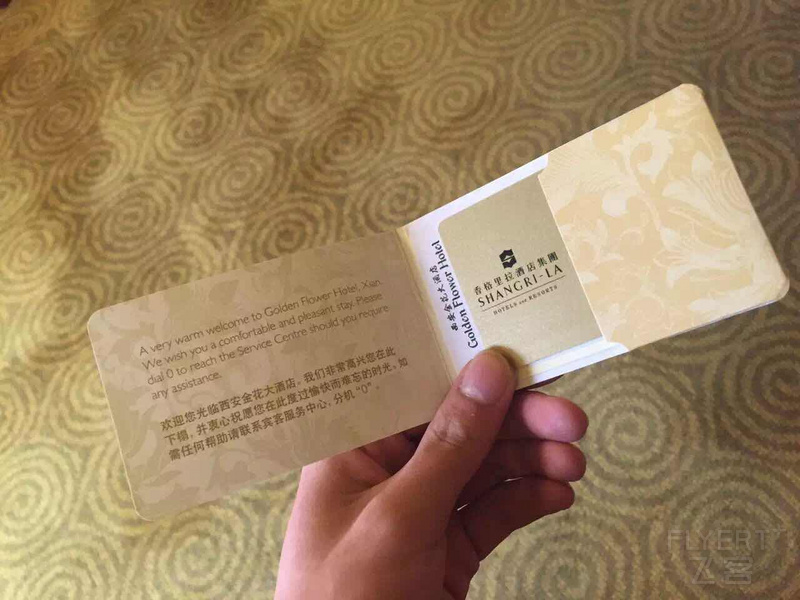 A very warm welcome to Golden Flower Hotel, Xian.
We wish you a comfortable and pleasant stay. Please
dial 0 to reach the Service Centre should you require
any assistance.
欢迎您光临西安金花大酒店。我们非常高兴您在此
下榻，并衷心祝愿您在此度过愉快而难忘的时光。如
需任何帮助请联系宾客服务中心，分机“0”。
西安金花大酒店
Golden Flower Hotel
香格里拉酒店集團
SHANGRI-LA
HOTELS and RESORTS
FLYERT
飞客